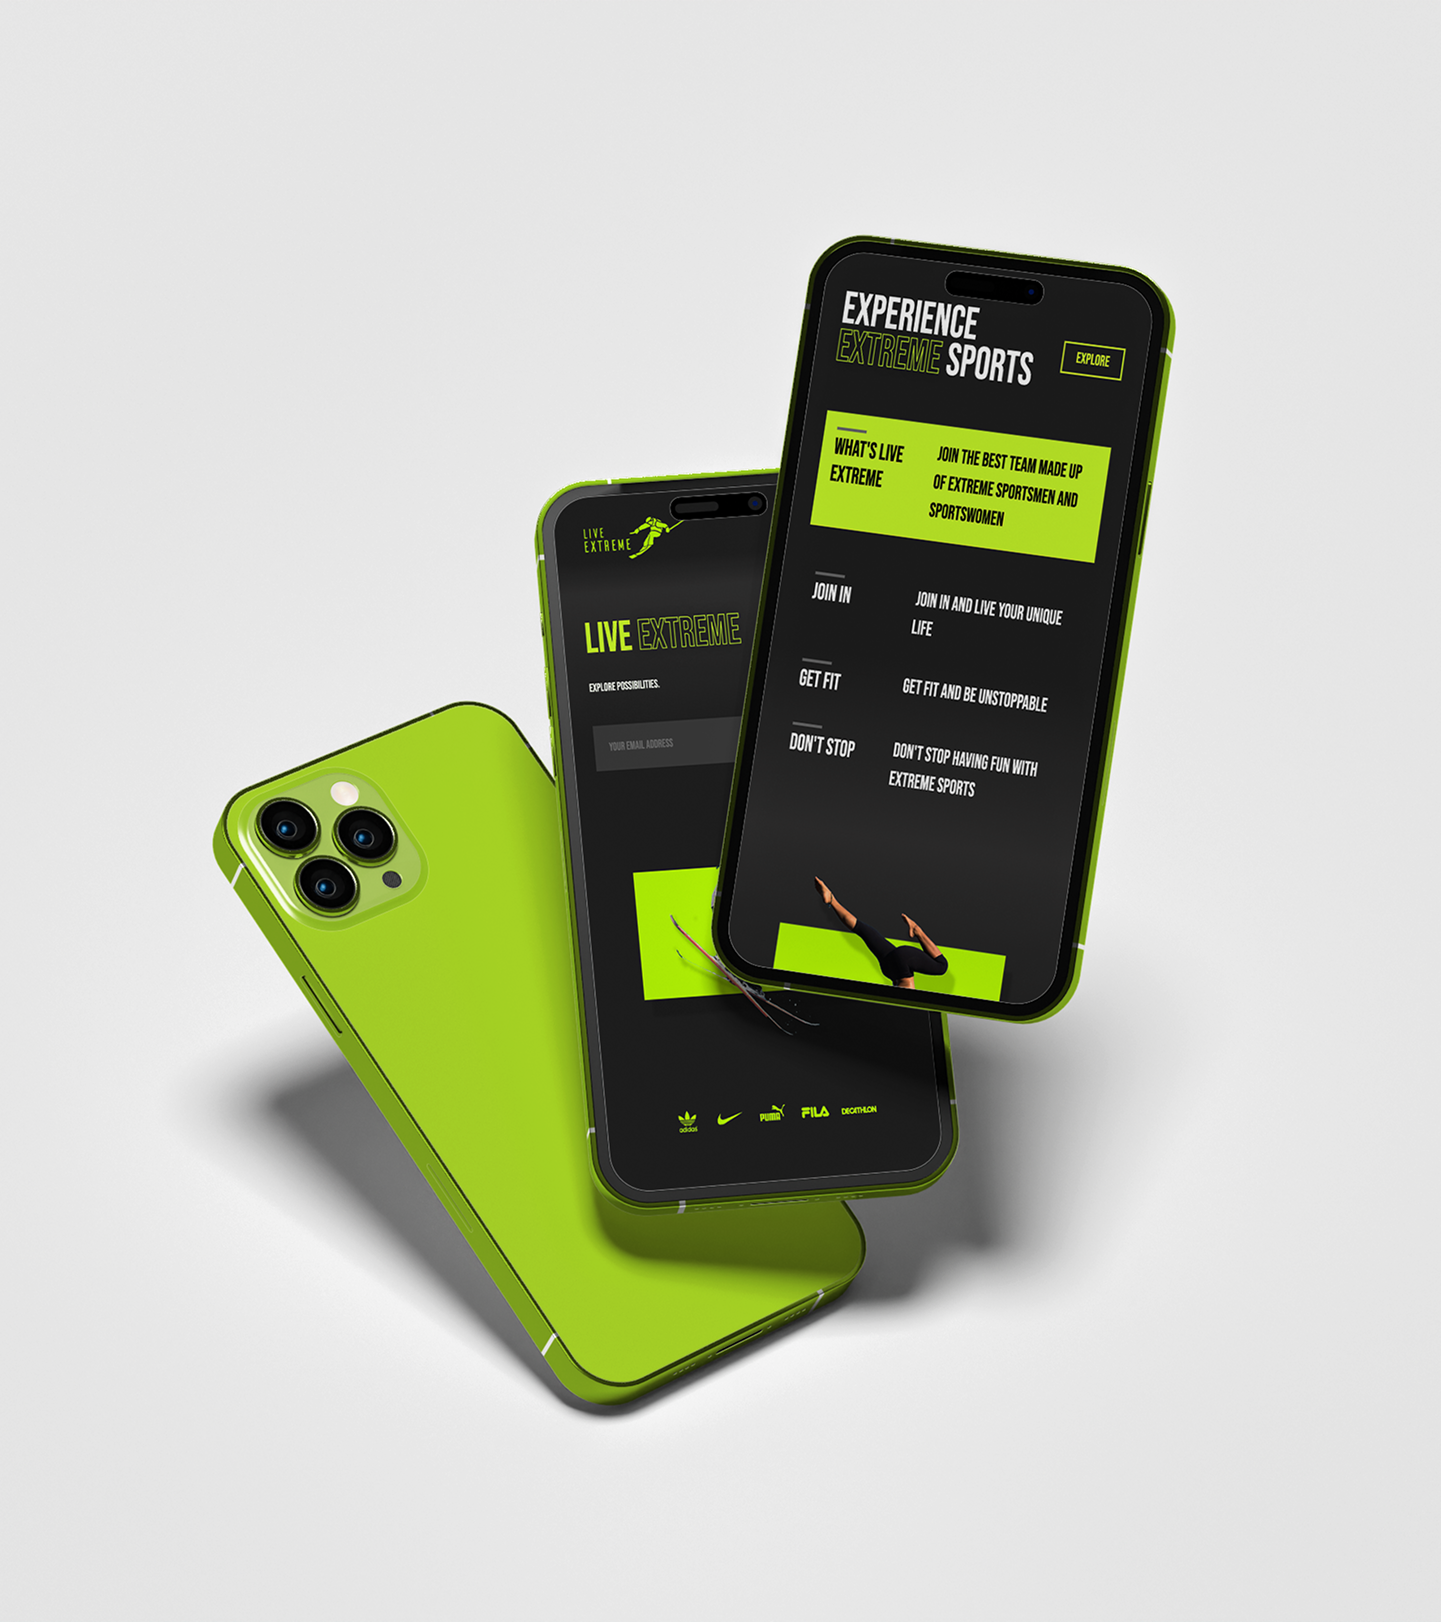 EXPERIENCE
EXTREME SPORTS
EXPLORE
WHAT'S LIVE
EXTREME
JOIN THE BEST TEAM MADE UP
OF EXTREME SPORTSMEN AND
SPORTSWOMEN
JOIN IN
JOIN IN AND LIVE YOUR UNIQUE
LIFE
GET FIT
GET FIT AND BE UNSTOPPABLE
DON'T STOP
DON'T STOP HAVING FUN WITH
EXTREME SPORTS
LIVE
EXTREME
LIVE EXTREME
EXPLORE POSSIBILITIES.
YOUR EMAIL ADDRESS
adidas
PUMA
FILA
DECATHLON